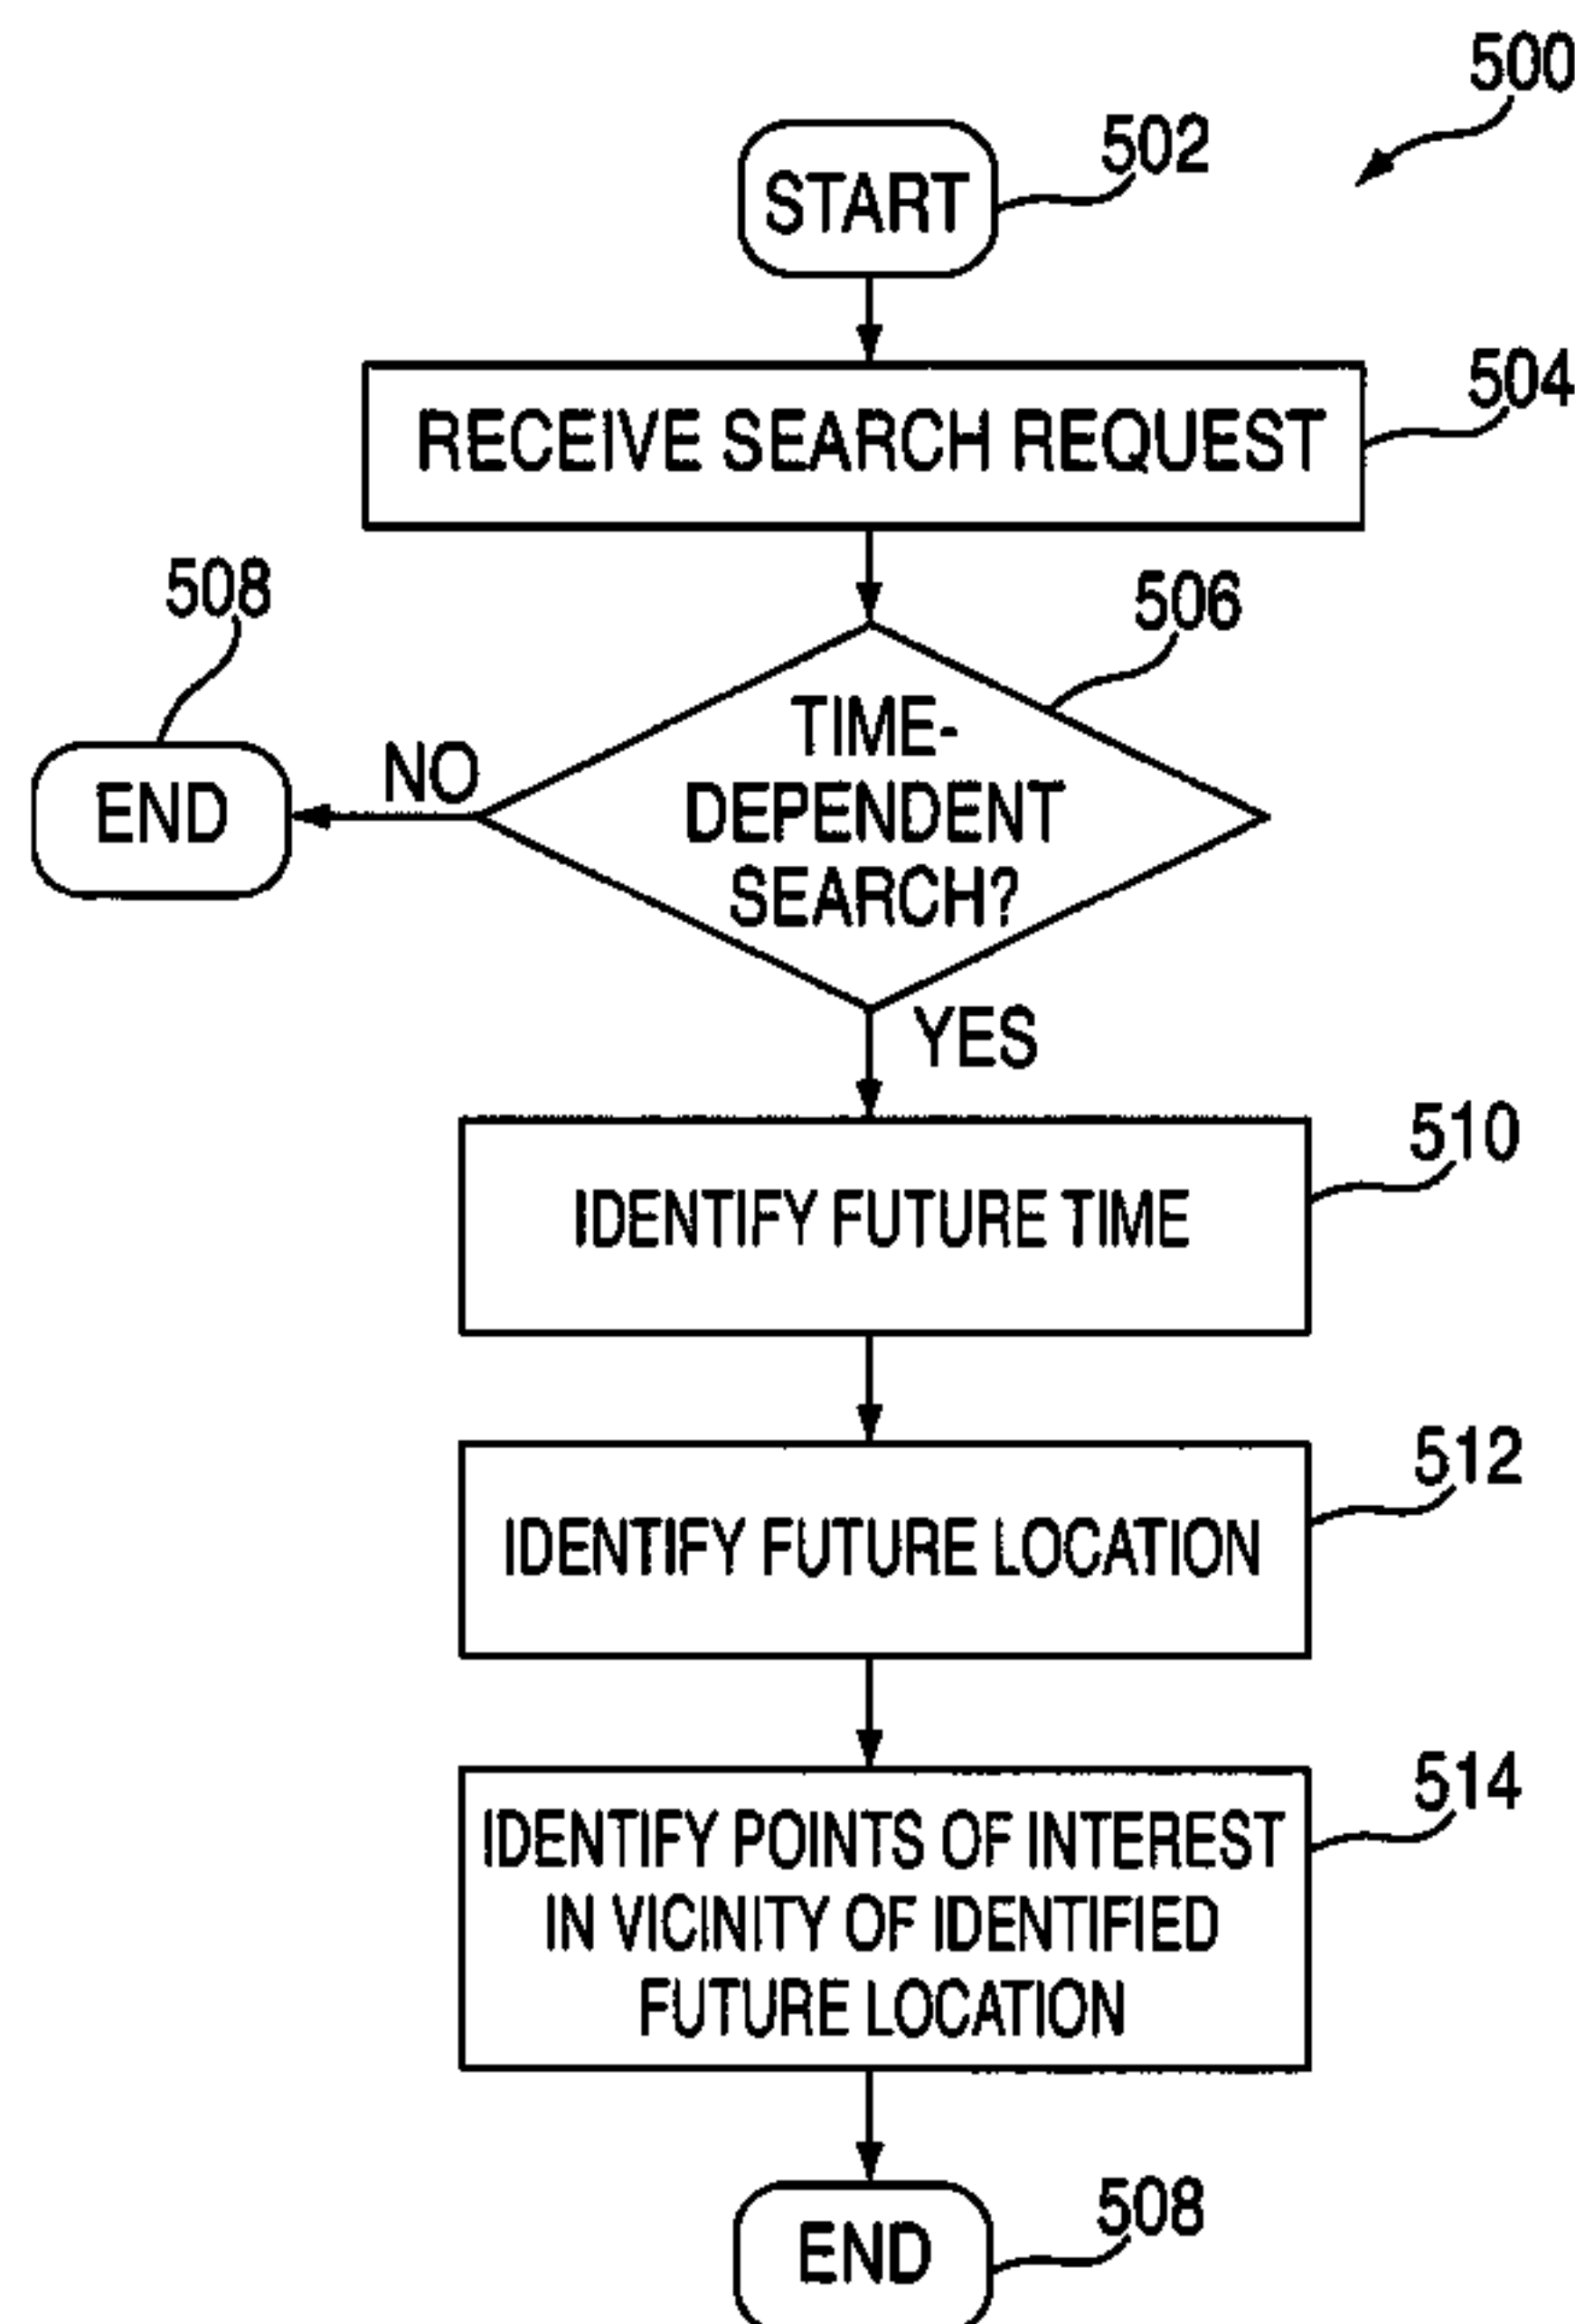 500
START
502
RECEIVE SEARCH REQUEST
504
506
TIME-
DEPENDENT
SEARCH?
508
END
NO
YES
IDENTIFY FUTURE TIME
510
IDENTIFY FUTURE LOCATION
512
IDENTIFY POINTS OF INTEREST
IN VICINITY OF IDENTIFIED
FUTURE LOCATION
514
END
508